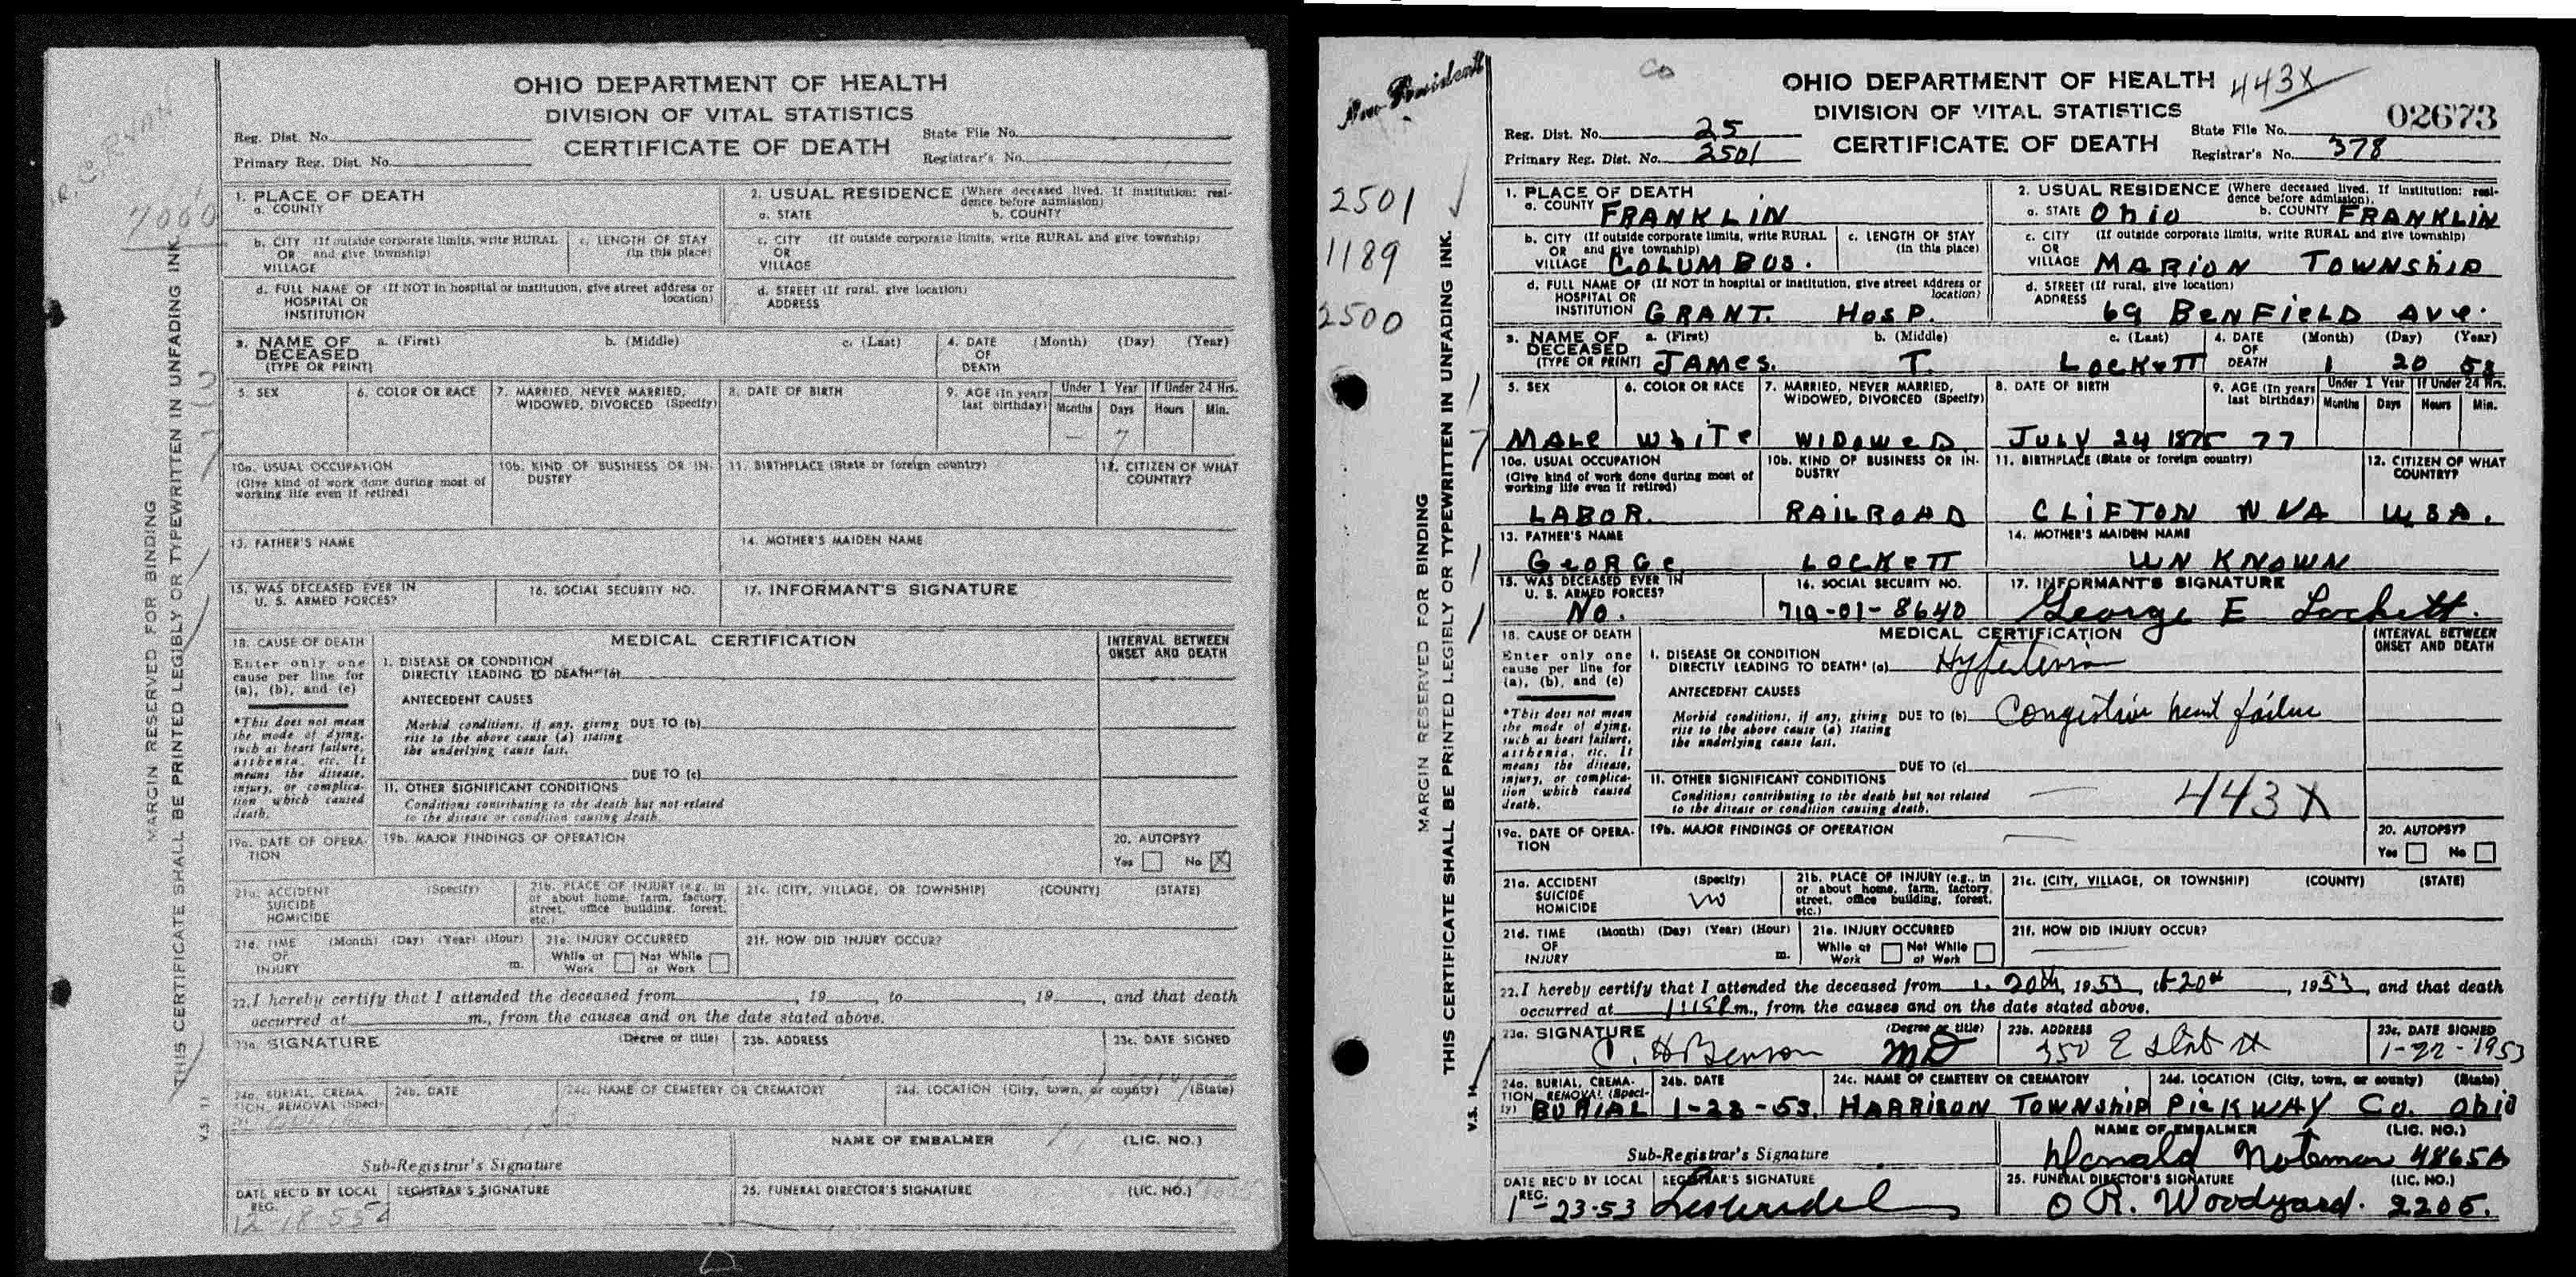 R. C. RYAN
7000
MARGIN RESERVED FOR BINDING
THIS CERTIFICATE SHALL BE PRINTED LEGIBLY OR TYPEWRITTEN IN UNFADING INK.
V.S. 11
OHIO DEPARTMENT OF HEALTH
DIVISION OF VITAL STATISTICS
CERTIFICATE OF DEATH
Reg. Dist. No.
Primary Reg. Dist. No.
State File No.
Registrar's No.
1. PLACE OF DEATH
a. COUNTY
2. USUAL RESIDENCE (Where deceased lived. If institution: resi-
dence before admission)
a. STATE b. COUNTY
b. CITY (If outside corporate limits, write RURAL
OR and give township)
VILLAGE
c. LENGTH OF STAY
(in this place)
c. CITY (If outside corporate limits, write RURAL and give township)
OR
VILLAGE
d. FULL NAME OF (If NOT in hospital or institution, give street address or
HOSPITAL OR location)
INSTITUTION
d. STREET (If rural, give location)
ADDRESS
3. NAME OF a. (First) b. (Middle) c. (Last)
DECEASED
(TYPE OR PRINT)
4. DATE (Month) (Day) (Year)
OF
DEATH
5. SEX
6. COLOR OR RACE
7. MARRIED, NEVER MARRIED,
WIDOWED, DIVORCED (Specify)
8. DATE OF BIRTH
9. AGE (In years
last birthday)
Under 1 Year If Under 24 Hrs.
Months Days Hours Min.
— 7
10a. USUAL OCCUPATION
(Give kind of work done during most of
working life even if retired)
10b. KIND OF BUSINESS OR IN-
DUSTRY
11. BIRTHPLACE (State or foreign country)
12. CITIZEN OF WHAT
COUNTRY?
13. FATHER'S NAME
14. MOTHER'S MAIDEN NAME
15. WAS DECEASED EVER IN
U. S. ARMED FORCES?
16. SOCIAL SECURITY NO.
17. INFORMANT'S SIGNATURE
18. CAUSE OF DEATH
Enter only one
cause per line for
(a), (b), and (c)
*This does not mean
the mode of dying,
such as heart failure,
asthenia, etc. It
means the disease,
injury, or complica-
tion which caused
death.
MEDICAL CERTIFICATION
INTERVAL BETWEEN
ONSET AND DEATH
I. DISEASE OR CONDITION
DIRECTLY LEADING TO DEATH* (a)
ANTECEDENT CAUSES
Morbid conditions, if any, giving DUE TO (b)
rise to the above cause (a) stating
the underlying cause last.
DUE TO (c)
II. OTHER SIGNIFICANT CONDITIONS
Conditions contributing to the death but not related
to the disease or condition causing death.
19a. DATE OF OPERA-
TION
19b. MAJOR FINDINGS OF OPERATION
20. AUTOPSY?
Yes No X
21a. ACCIDENT (Specify)
SUICIDE
HOMICIDE
21b. PLACE OF INJURY (e.g., in
or about home, farm, factory,
street, office building, forest,
etc.)
21c. (CITY, VILLAGE, OR TOWNSHIP) (COUNTY) (STATE)
21d. TIME (Month) (Day) (Year) (Hour)
OF
INJURY m.
21e. INJURY OCCURRED
While at Not While
Work at Work
21f. HOW DID INJURY OCCUR?
22. I hereby certify that I attended the deceased from , 19 , to , 19 , and that death
occurred at m., from the causes and on the date stated above.
23a. SIGNATURE (Degree or title)
23b. ADDRESS
23c. DATE SIGNED
24a. BURIAL, CREMA-
TION, REMOVAL (Speci-
fy)
24b. DATE
24c. NAME OF CEMETERY OR CREMATORY
24d. LOCATION (City, town, or county) (State)
Sub-Registrar's Signature
NAME OF EMBALMER (LIC. NO.)
DATE REC'D BY LOCAL
REG.
REGISTRAR'S SIGNATURE
25. FUNERAL DIRECTOR'S SIGNATURE (LIC. NO.)
Co
443X
2501
1189
2500
MARGIN RESERVED FOR BINDING
THIS CERTIFICATE SHALL BE PRINTED LEGIBLY OR TYPEWRITTEN IN UNFADING INK.
OHIO DEPARTMENT OF HEALTH
DIVISION OF VITAL STATISTICS
CERTIFICATE OF DEATH
Reg. Dist. No. 25
Primary Reg. Dist. No. 2501
02673
State File No.
Registrar's No. 378
1. PLACE OF DEATH
a. COUNTY FRANKLIN
2. USUAL RESIDENCE (Where deceased lived. If institution: resi-
dence before admission).
a. STATE Ohio b. COUNTY FRANKLIN
b. CITY (If outside corporate limits, write RURAL
OR and give township)
VILLAGE COLUMBUS.
c. LENGTH OF STAY
(in this place)
c. CITY (If outside corporate limits, write RURAL and give township)
OR
VILLAGE MARION TOWNSHIP
d. FULL NAME OF (If NOT in hospital or institution, give street address or
HOSPITAL OR location)
INSTITUTION GRANT. HOSP.
d. STREET (If rural, give location)
ADDRESS 69 BENFIELD AVE.
3. NAME OF a. (First) b. (Middle) c. (Last)
DECEASED
(TYPE OR PRINT) JAMES. T. LOCKETT
4. DATE (Month) (Day) (Year)
OF
DEATH 1 20 53
5. SEX
MALE
6. COLOR OR RACE
WHITE
7. MARRIED, NEVER MARRIED,
WIDOWED, DIVORCED (Specify)
WIDOWED
8. DATE OF BIRTH
JULY 24 1875
9. AGE (In years
last birthday)
77
Under 1 Year If Under 24 Hrs.
Months Days Hours Min.
10a. USUAL OCCUPATION
(Give kind of work done during most of
working life even if retired)
LABOR.
10b. KIND OF BUSINESS OR IN-
DUSTRY
RAILROAD
11. BIRTHPLACE (State or foreign country)
CLIFTON W VA
12. CITIZEN OF WHAT
COUNTRY?
USA.
13. FATHER'S NAME
GEORGE LOCKETT
14. MOTHER'S MAIDEN NAME
UNKNOWN
15. WAS DECEASED EVER IN
U. S. ARMED FORCES?
No.
16. SOCIAL SECURITY NO.
719-01-8640
17. INFORMANT'S SIGNATURE
George E Lockett.
18. CAUSE OF DEATH
Enter only one
cause per line for
(a), (b), and (c)
*This does not mean
the mode of dying,
such as heart failure,
asthenia, etc. It
means the disease,
injury, or complica-
tion which caused
death.
MEDICAL CERTIFICATION
INTERVAL BETWEEN
ONSET AND DEATH
I. DISEASE OR CONDITION
DIRECTLY LEADING TO DEATH* (a) Hypertension
ANTECEDENT CAUSES
Morbid conditions, if any, giving DUE TO (b) Congestive heart failure
rise to the above cause (a) stating
the underlying cause last.
DUE TO (c)
II. OTHER SIGNIFICANT CONDITIONS
Conditions contributing to the death but not related
to the disease or condition causing death. — 443X
19a. DATE OF OPERA-
TION
19b. MAJOR FINDINGS OF OPERATION —
20. AUTOPSY?
Yes No
21a. ACCIDENT (Specify)
SUICIDE
HOMICIDE
21b. PLACE OF INJURY (e.g., in
or about home, farm, factory,
street, office building, forest,
etc.)
21c. (CITY, VILLAGE, OR TOWNSHIP) (COUNTY) (STATE)
21d. TIME (Month) (Day) (Year) (Hour)
OF
INJURY m.
21e. INJURY OCCURRED
While at Not While
Work at Work
21f. HOW DID INJURY OCCUR?
22. I hereby certify that I attended the deceased from 1. 20th, 1953, 1-20th, 1953, and that death
occurred at 1115P m., from the causes and on the date stated above.
23a. SIGNATURE (Degree or title)
C. H Benson MD
23b. ADDRESS
350 E State St
23c. DATE SIGNED
1-22-1953
24a. BURIAL, CREMA-
TION, REMOVAL (Speci-
fy) BURIAL
24b. DATE
1-23-53.
24c. NAME OF CEMETERY OR CREMATORY
HARRISON TOWNSHIP
24d. LOCATION (City, town, or county) (State)
PICKWAY Co. Ohio
Sub-Registrar's Signature
NAME OF EMBALMER (LIC. NO.)
Donald Noteman 4865A
DATE REC'D BY LOCAL
REG.
1-23-53
REGISTRAR'S SIGNATURE
25. FUNERAL DIRECTOR'S SIGNATURE (LIC. NO.)
O R. Woodyard. 2205.